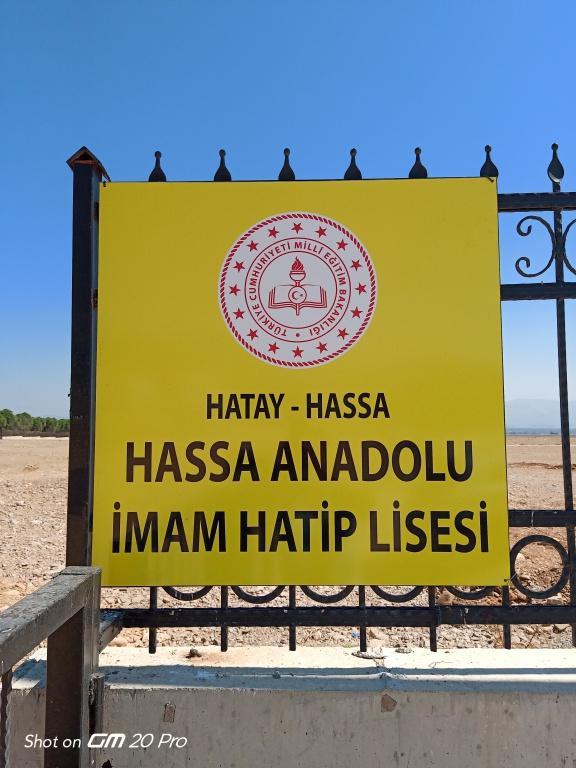 TÜRKİYE CUMHURİYETİ MİLLÎ EĞİTİM BAKANLIĞI
HATAY - HASSA
HASSA ANADOLU
İMAM HATİP LİSESİ
Shot on GM 20 Pro